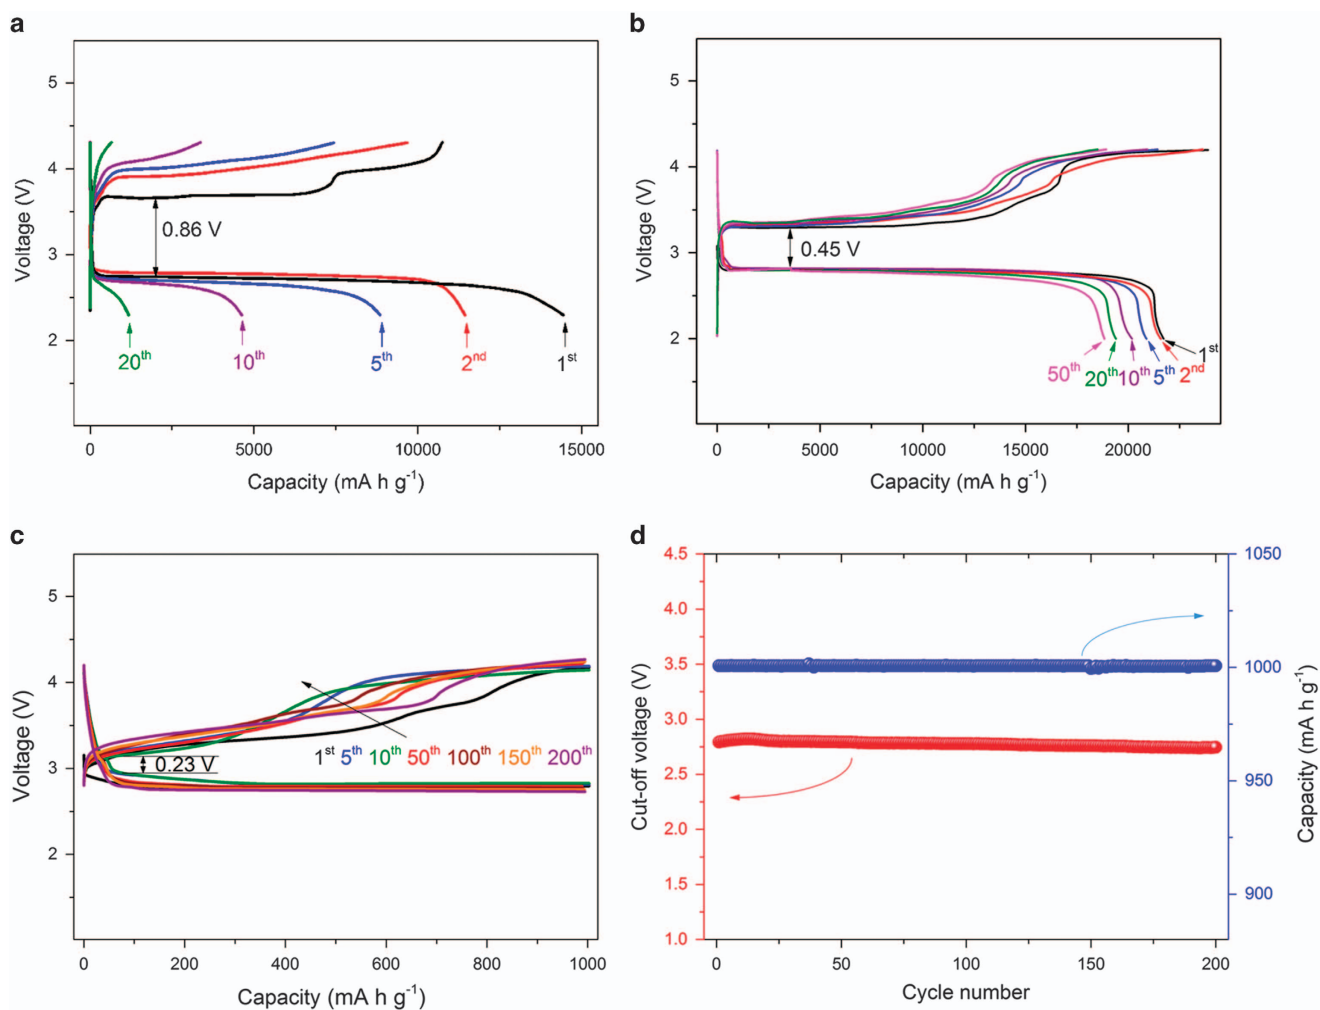 a
5
4
3
2
Voltage (V)
0.86 V
20th
10th
5th
2nd
1st
0 5000 10000 15000
Capacity (mA h g-1)
b
5
4
3
2
Voltage (V)
0.45 V
1st
50th 20th 10th 5th 2nd
0 5000 10000 15000 20000
Capacity (mA h g-1)
c
5
4
3
2
Voltage (V)
1st 5th 10th 50th 100th 150th 200th
0.23 V
0 200 400 600 800 1000
Capacity (mA h g-1)
d
4.5
4.0
3.5
3.0
2.5
2.0
1.5
1.0
Cut-off voltage (V)
1050
1000
950
900
Capacity (mA h g-1)
0 50 100 150 200
Cycle number